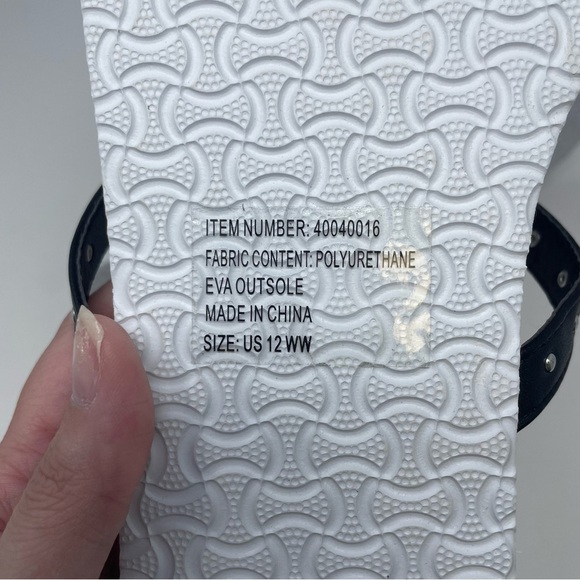 ITEM NUMBER: 40040016
FABRIC CONTENT: POLYURETHANE
EVA OUTSOLE
MADE IN CHINA
SIZE: US 12 WW